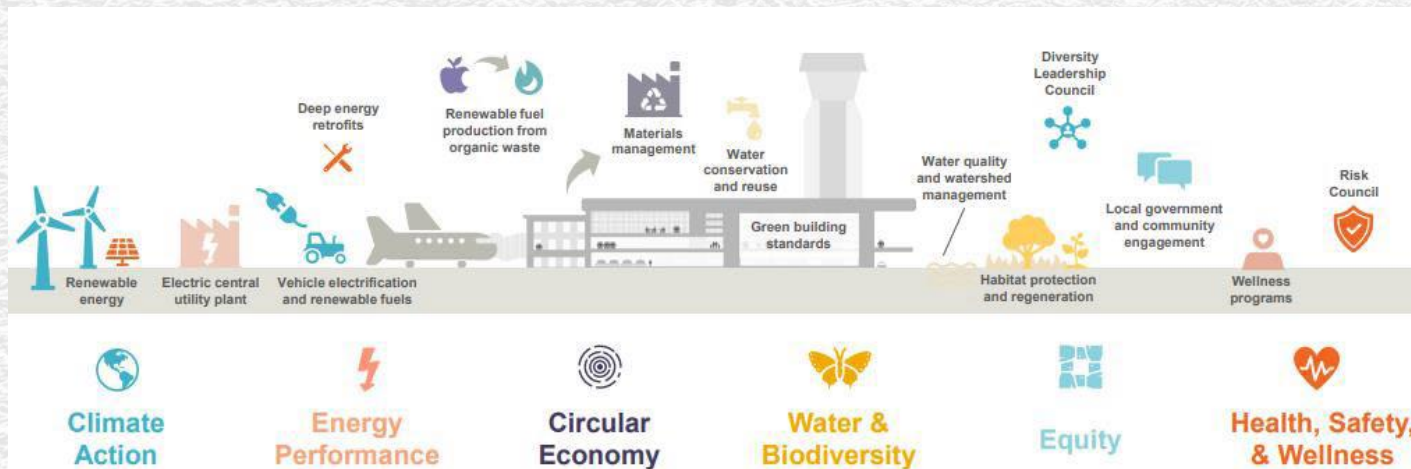 Diversity
Leadership
Council
Deep energy
retrofits
Renewable fuel
production from
organic waste
Materials
management
Water
conservation
and reuse
Water quality
and watershed
management
Risk
Council
Local government
and community
engagement
Green building
standards
Renewable
energy
Electric central
utility plant
Vehicle electrification
and renewable fuels
Habitat protection
and regeneration
Wellness
programs
Climate
Action
Energy
Performance
Circular
Economy
Water &
Biodiversity
Equity
Health, Safety,
& Wellness